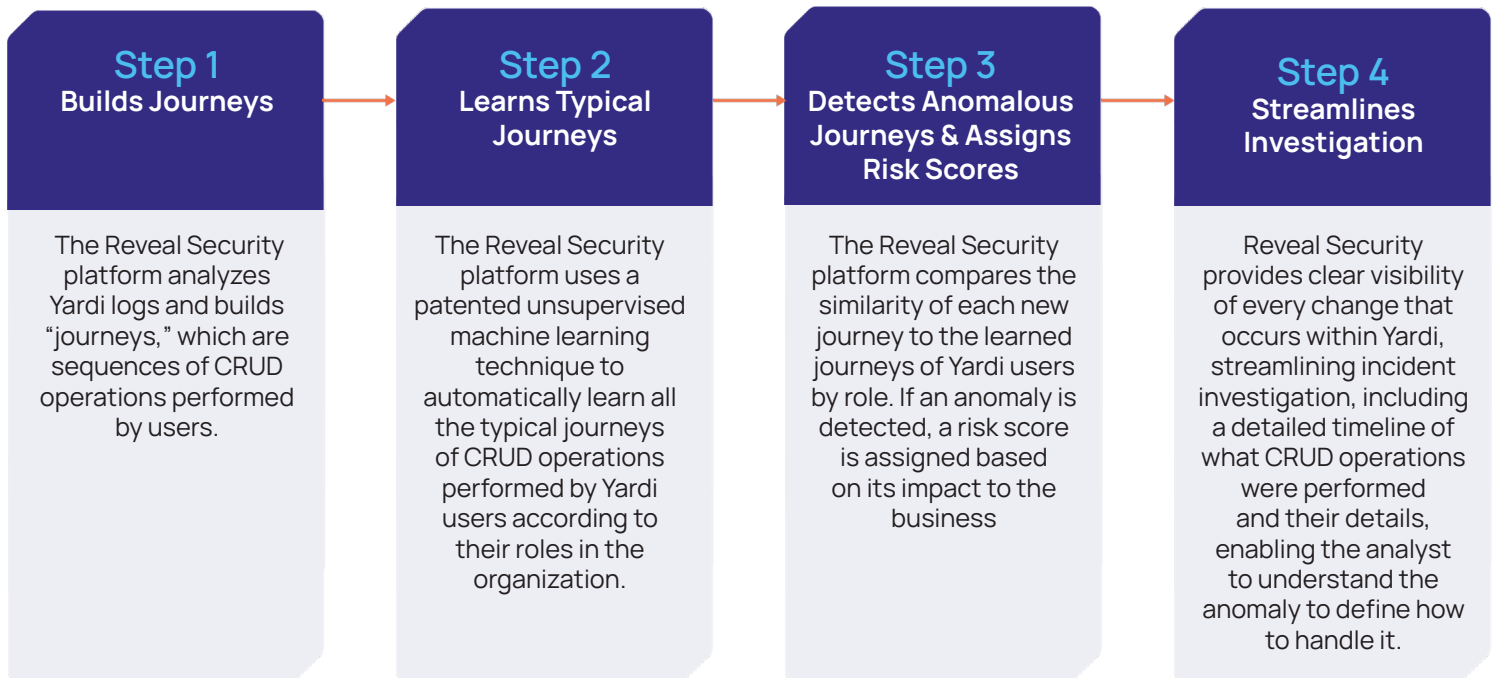 Step 1
Builds Journeys
The Reveal Security
platform analyzes
Yardi logs and builds
“journeys,” which are
sequences of CRUD
operations performed
by users.
Step 2
Learns Typical
Journeys
The Reveal Security
platform uses a
patented unsupervised
machine learning
technique to
automatically learn all
the typical journeys
of CRUD operations
performed by Yardi
users according to
their roles in the
organization.
Step 3
Detects Anomalous
Journeys & Assigns
Risk Scores
The Reveal Security
platform compares the
similarity of each new
journey to the learned
journeys of Yardi users
by role. If an anomaly is
detected, a risk score
is assigned based
on its impact to the
business
Step 4
Streamlines
Investigation
Reveal Security
provides clear visibility
of every change that
occurs within Yardi,
streamlining incident
investigation, including
a detailed timeline of
what CRUD operations
were performed
and their details,
enabling the analyst
to understand the
anomaly to define how
to handle it.